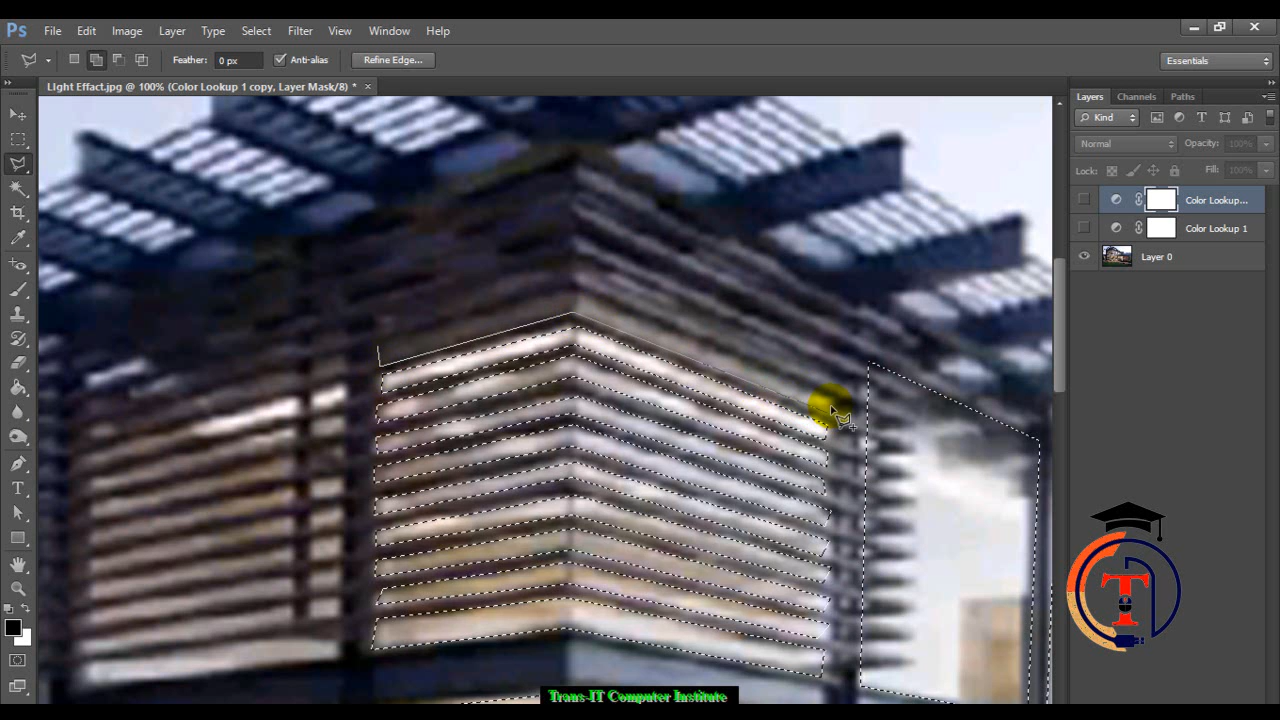 Ps File Edit Image Layer Type Select Filter View Window Help
Feather: 0 px Anti-alias Refine Edge... Essentials
LIght Effect.jpg @ 100% (Color Lookup 1 copy, Layer Mask/8) * ×
Layers Channels Paths
Kind
Normal Opacity: 100%
Lock: Fill: 100%
Color Lookup...
Color Lookup 1
Layer 0
T
Trans-IT Computer Institute